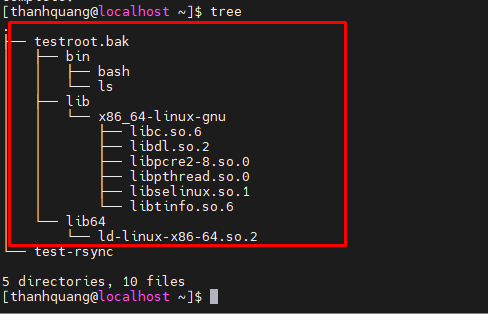 [thanhquang@localhost ~]$ tree
.
├── testroot.bak
│   ├── bin
│   │   ├── bash
│   │   └── ls
│   ├── lib
│   │   └── x86_64-linux-gnu
│   │       ├── libc.so.6
│   │       ├── libdl.so.2
│   │       ├── libpcre2-8.so.0
│   │       ├── libpthread.so.0
│   │       ├── libselinux.so.1
│   │       └── libtinfo.so.6
│   └── lib64
│       └── ld-linux-x86-64.so.2
└── test-rsync
5 directories, 10 files
[thanhquang@localhost ~]$